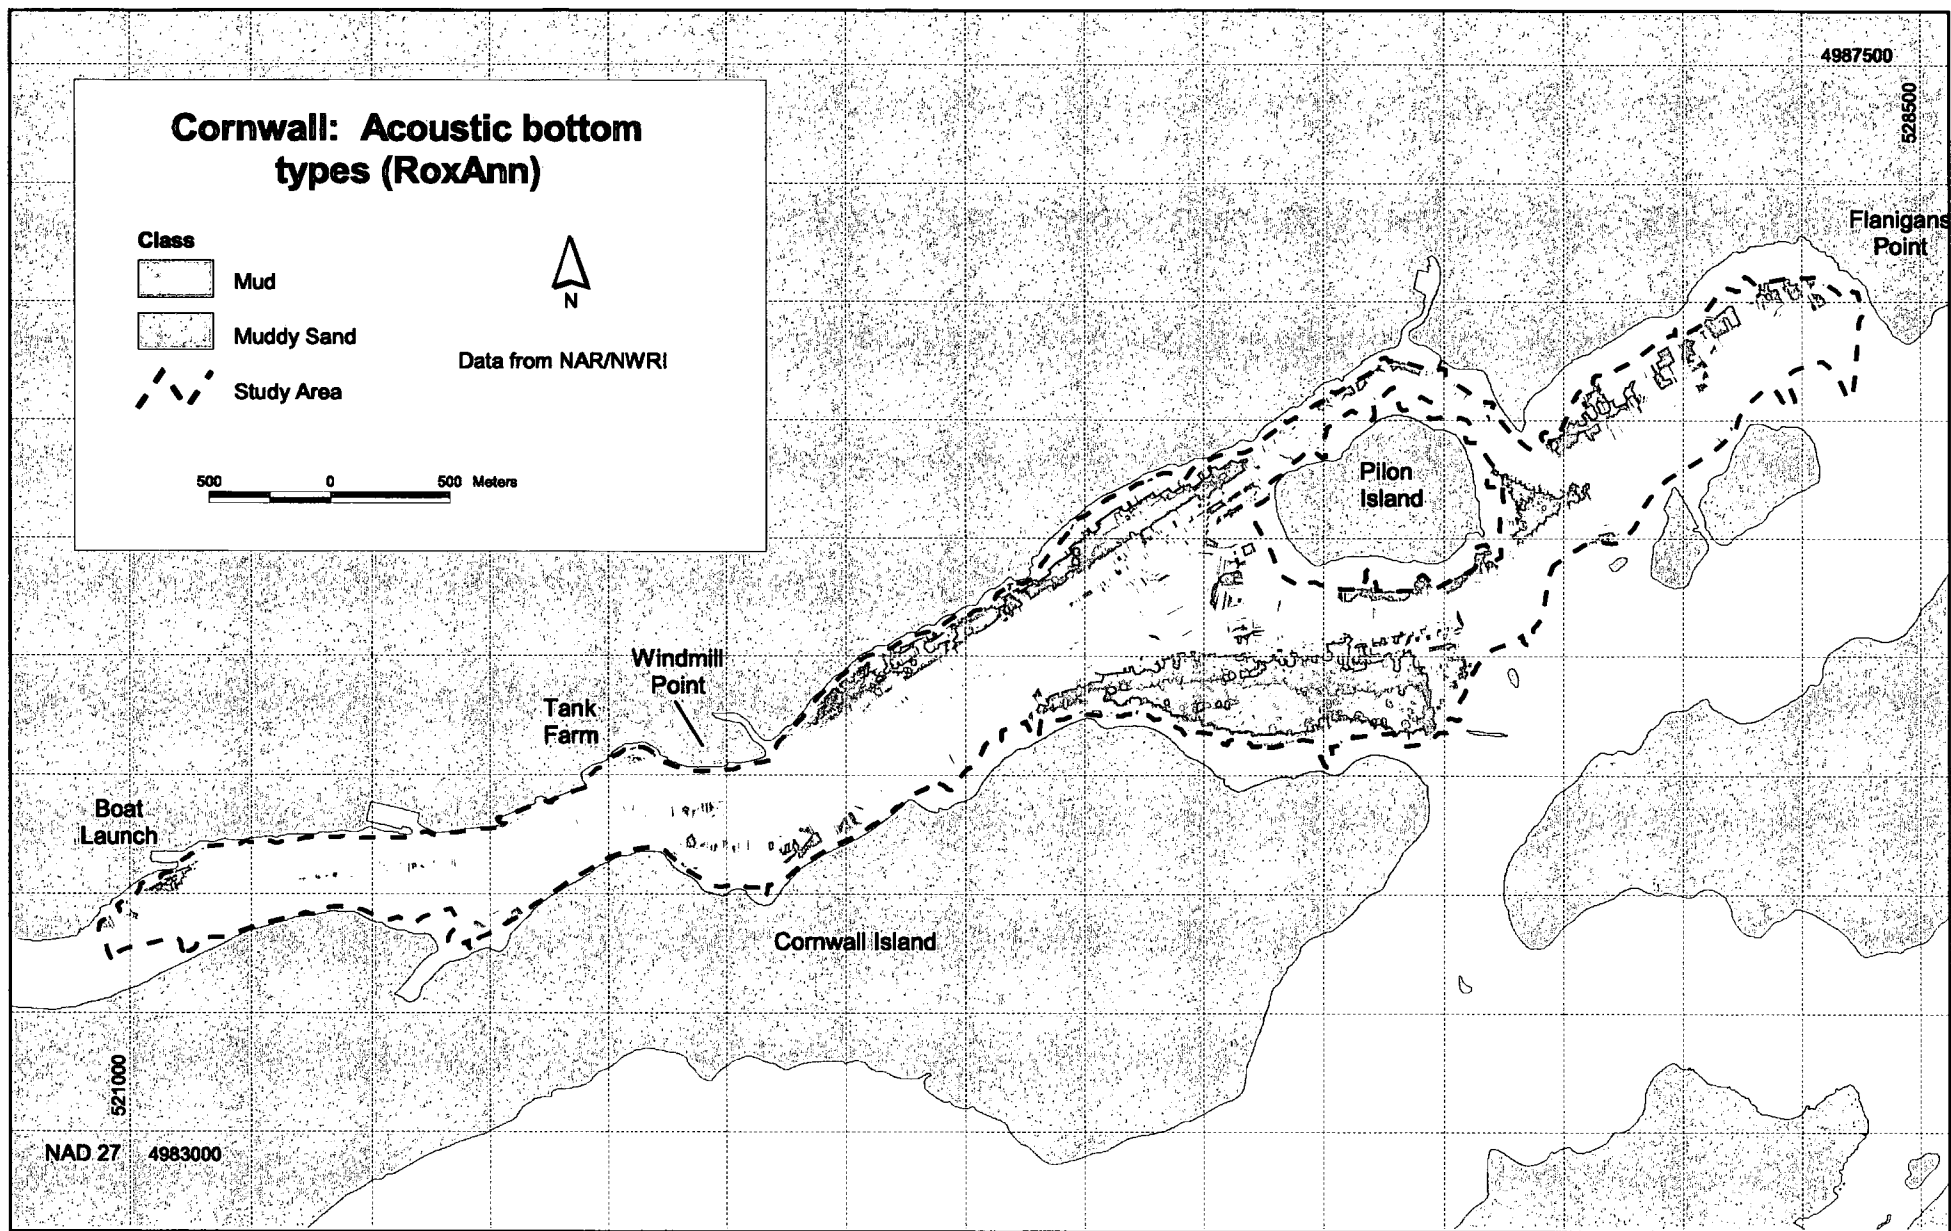 4987500
528500
Cornwall: Acoustic bottom
types (RoxAnn)
Class
Mud
Muddy Sand
Study Area
N
Data from NAR/NWRI
500 0 500 Meters
Flanigans
Point
Pilon
Island
Windmill
Point
Tank
Farm
Boat
Launch
Cornwall Island
521000
NAD 27 4983000